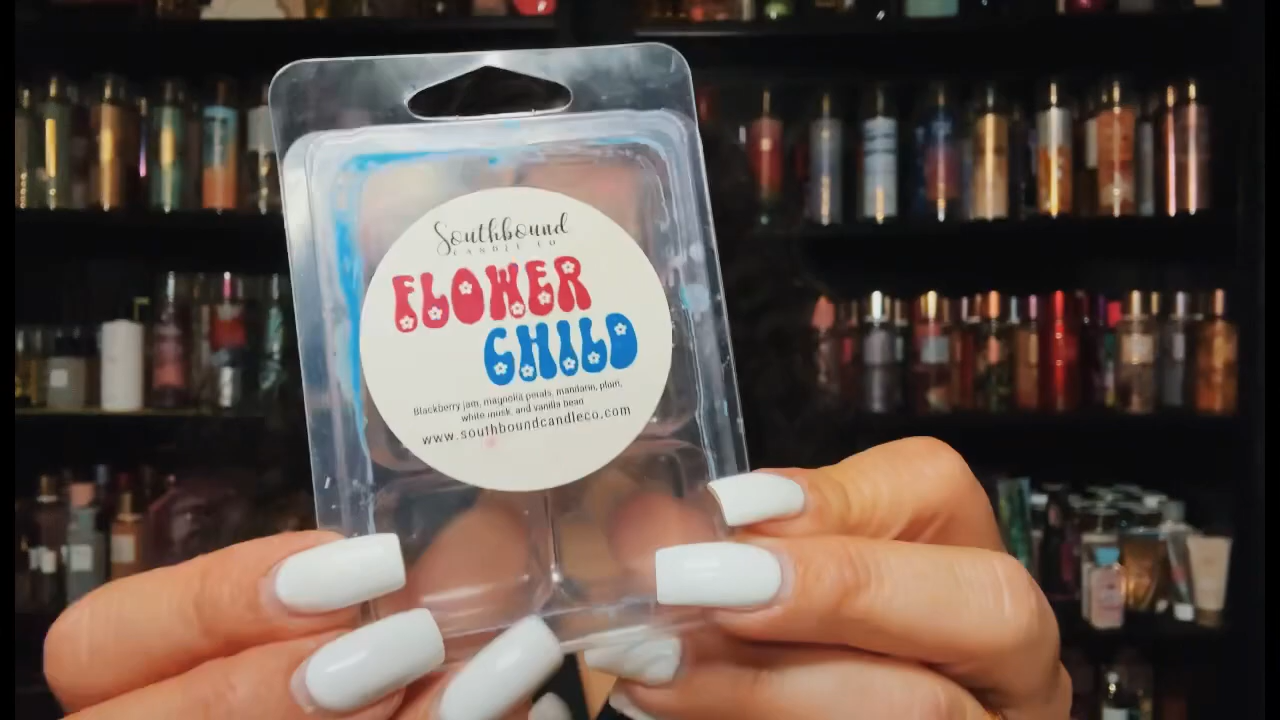 Southbound
CANDLE CO
FLOWER
CHILD
Blackberry jam, magnolia petals, mandarin, plum,
white musk, and vanilla bean
www.southboundcandleco.com